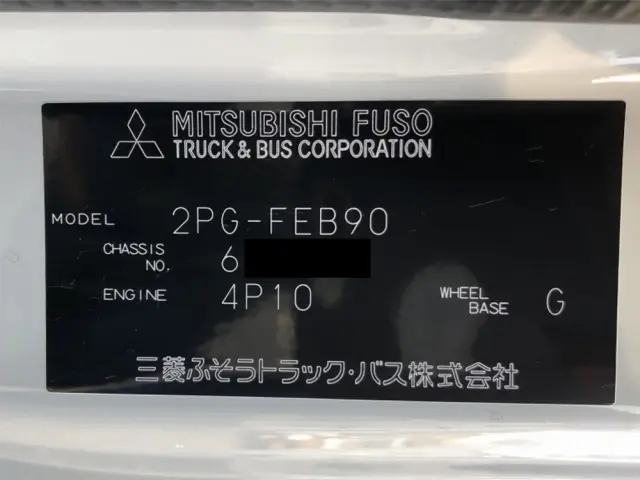 MITSUBISHI FUSO
TRUCK & BUS CORPORATION
MODEL 2PG-FEB90
CHASSIS NO. 6
ENGINE 4P10 WHEEL BASE G
三菱ふそうトラック・バス株式会社